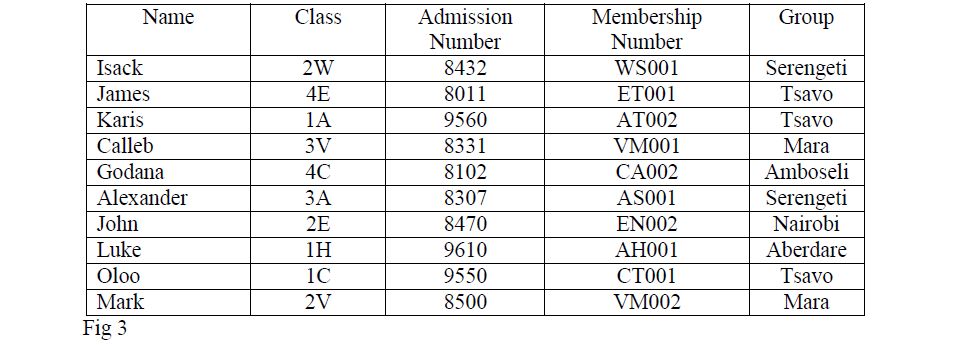 Name Class Admission Number Membership Number Group
Isack 2W 8432 WS001 Serengeti
James 4E 8011 ET001 Tsavo
Karis 1A 9560 AT002 Tsavo
Calleb 3V 8331 VM001 Mara
Godana 4C 8102 CA002 Amboseli
Alexander 3A 8307 AS001 Serengeti
John 2E 8470 EN002 Nairobi
Luke 1H 9610 AH001 Aberdare
Oloo 1C 9550 CT001 Tsavo
Mark 2V 8500 VM002 Mara
Fig 3